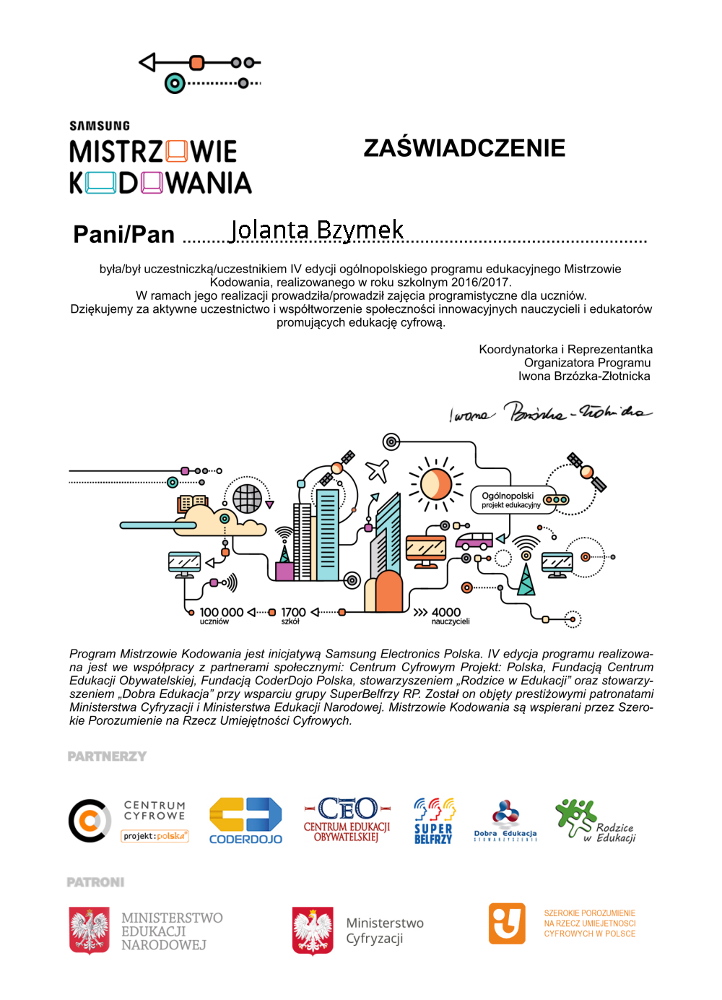 SAMSUNG
MISTRZOWIE
KODOWANIA
ZAŚWIADCZENIE
Pani/Pan Jolanta Bzymek
była/był uczestniczką/uczestnikiem IV edycji ogólnopolskiego programu edukacyjnego Mistrzowie
Kodowania, realizowanego w roku szkolnym 2016/2017.
W ramach jego realizacji prowadziła/prowadził zajęcia programistyczne dla uczniów.
Dziękujemy za aktywne uczestnictwo i współtworzenie społeczności innowacyjnych nauczycieli i edukatorów
promujących edukację cyfrową.
Koordynatorka i Reprezentantka
Organizatora Programu
Iwona Brzózka-Złotnicka
Iwona Brzózka-Złotnicka
Ogólnopolski
projekt edukacyjny
100 000
uczniów
1700
szkół
4000
nauczycieli
Program Mistrzowie Kodowania jest inicjatywą Samsung Electronics Polska. IV edycja programu realizowa-
na jest we współpracy z partnerami społecznymi: Centrum Cyfrowym Projekt: Polska, Fundacją Centrum
Edukacji Obywatelskiej, Fundacją CoderDojo Polska, stowarzyszeniem „Rodzice w Edukacji” oraz stowarzy-
szeniem „Dobra Edukacja” przy wsparciu grupy SuperBelfrzy RP. Został on objęty prestiżowymi patronatami
Ministerstwa Cyfryzacji i Ministerstwa Edukacji Narodowej. Mistrzowie Kodowania są wspierani przez Szero-
kie Porozumienie na Rzecz Umiejętności Cyfrowych.
PARTNERZY
CENTRUM
CYFROWE
projekt:polska
CODERDOJO
CEO
CENTRUM EDUKACJI
OBYWATELSKIEJ
SUPER
BELFRZY
Dobra Edukacja
STOWARZYSZENIE
Rodzice
w Edukacji
PATRONI
MINISTERSTWO
EDUKACJI
NARODOWEJ
Ministerstwo
Cyfryzacji
SZEROKIE POROZUMIENIE
NA RZECZ UMIEJETNOSCI
CYFROWYCH W POLSCE